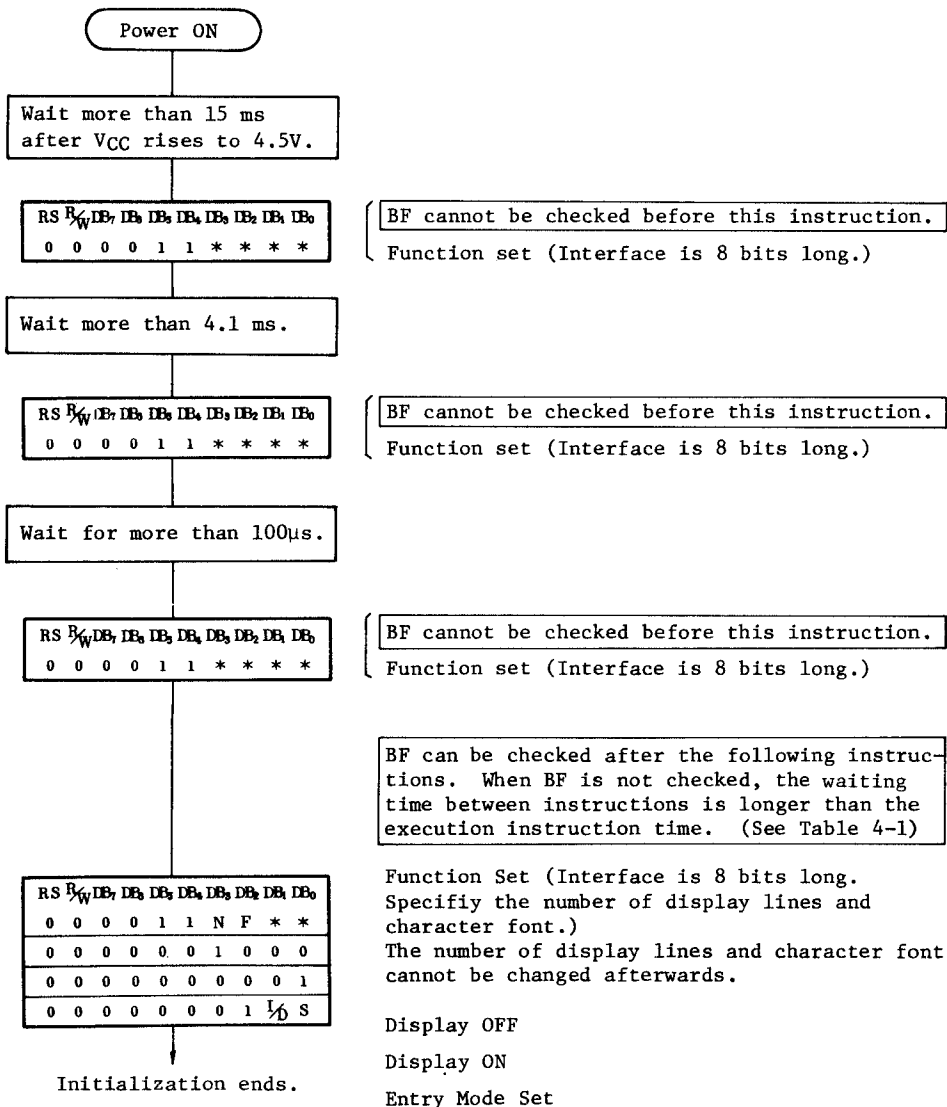 Power ON
Wait more than 15 ms
after VCC rises to 4.5V.
RS R/W DB7 DB6 DB5 DB4 DB3 DB2 DB1 DB0
0 0 0 0 1 1 * * * *
BF cannot be checked before this instruction.
Function set (Interface is 8 bits long.)
Wait more than 4.1 ms.
RS R/W DB7 DB6 DB5 DB4 DB3 DB2 DB1 DB0
0 0 0 0 1 1 * * * *
BF cannot be checked before this instruction.
Function set (Interface is 8 bits long.)
Wait for more than 100μs.
RS R/W DB7 DB6 DB5 DB4 DB3 DB2 DB1 DB0
0 0 0 0 1 1 * * * *
BF cannot be checked before this instruction.
Function set (Interface is 8 bits long.)
BF can be checked after the following instruc-
tions. When BF is not checked, the waiting
time between instructions is longer than the
execution instruction time. (See Table 4-1)
RS R/W DB7 DB6 DB5 DB4 DB3 DB2 DB1 DB0
0 0 0 0 1 1 N F * *
0 0 0 0 0 0 1 0 0 0
0 0 0 0 0 0 0 0 0 1
0 0 0 0 0 0 0 1 I/D S
Function Set (Interface is 8 bits long.
Specifiy the number of display lines and
character font.)
The number of display lines and character font
cannot be changed afterwards.
Display OFF
Display ON
Entry Mode Set
Initialization ends.